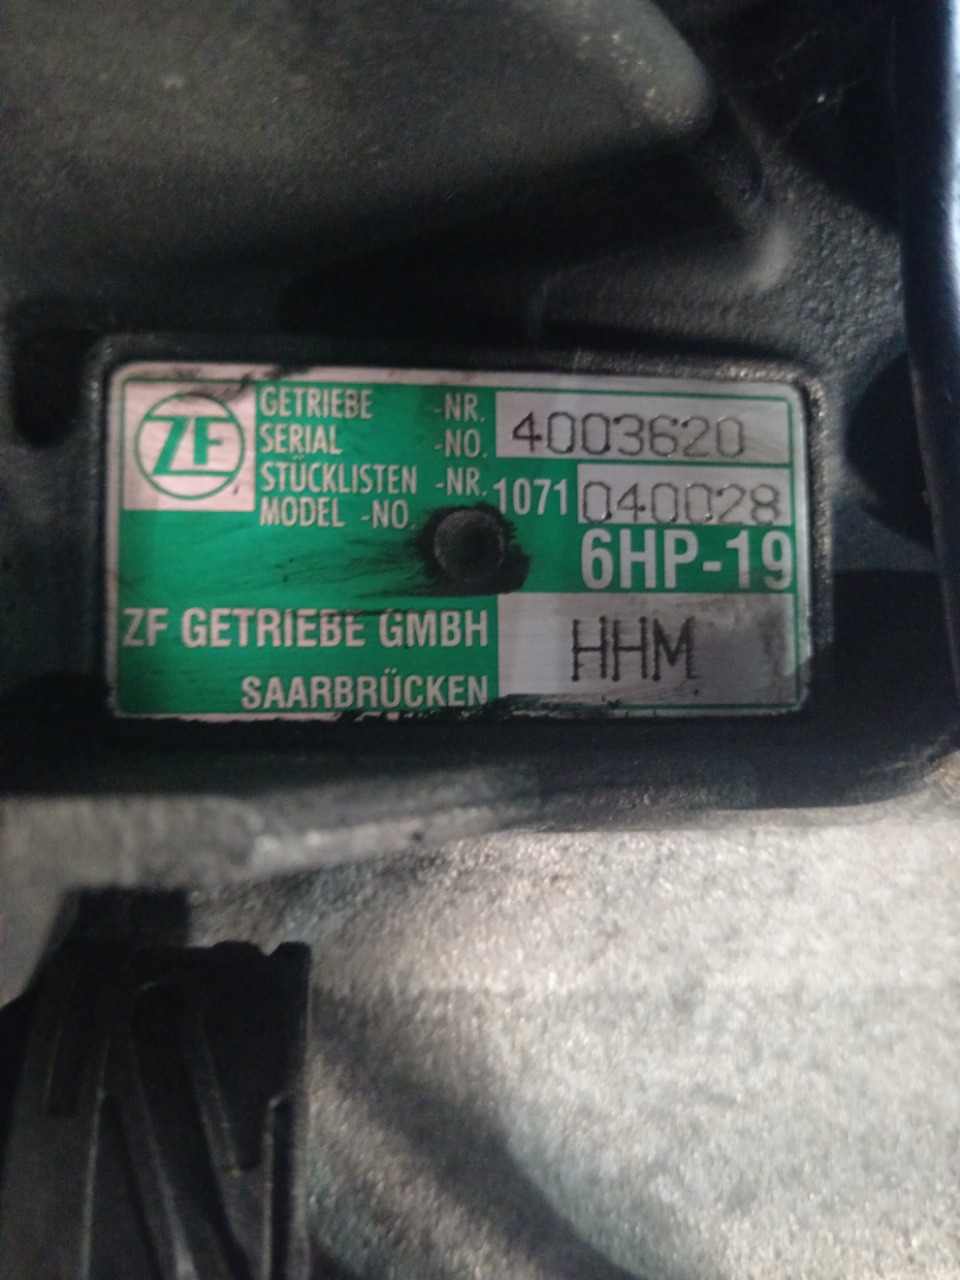 ZF
GETRIEBE -NR.
SERIAL -NO. 4003620
STÜCKLISTEN -NR.
MODEL -NO. 1071 040028
6HP-19
ZF GETRIEBE GMBH
SAARBRÜCKEN
HHM